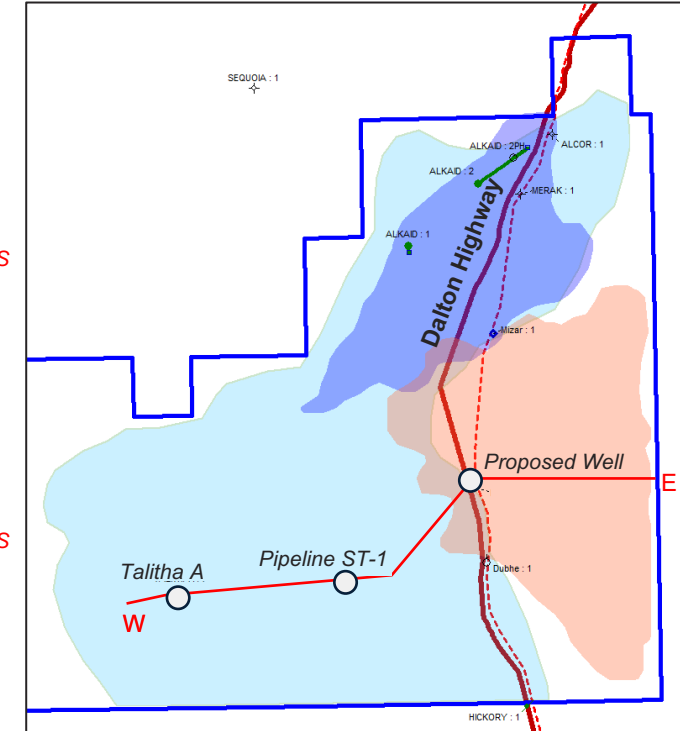 SEQUOIA : 1
ALKAID : 2PH
ALCOR : 1
ALKAID : 2
MERAK : 1
ALKAID : 1
S
Dalton Highway
Mizar : 1
Proposed Well
E
S
Pipeline ST-1
Talitha A
Dubhe : 1
W
HICKORY : 1